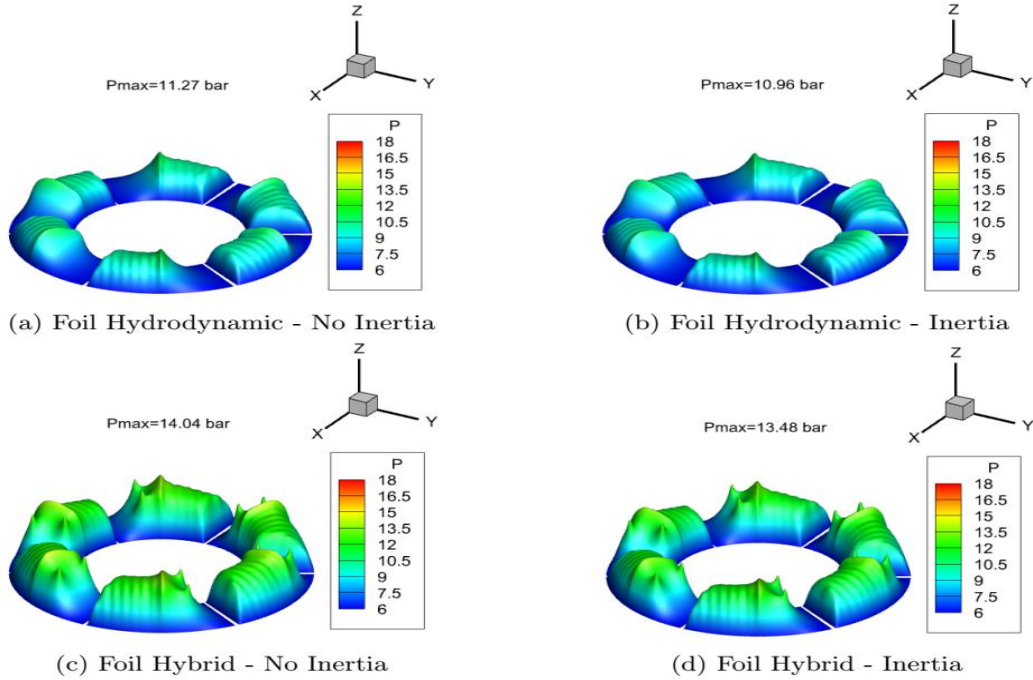 Z
X
Y
Pmax=11.27 bar
P
18
16.5
15
13.5
12
10.5
9
7.5
6
(a) Foil Hydrodynamic - No Inertia
Z
X
Y
Pmax=10.96 bar
P
18
16.5
15
13.5
12
10.5
9
7.5
6
(b) Foil Hydrodynamic - Inertia
Z
X
Y
Pmax=14.04 bar
P
18
16.5
15
13.5
12
10.5
9
7.5
6
(c) Foil Hybrid - No Inertia
Z
X
Y
Pmax=13.48 bar
P
18
16.5
15
13.5
12
10.5
9
7.5
6
(d) Foil Hybrid - Inertia